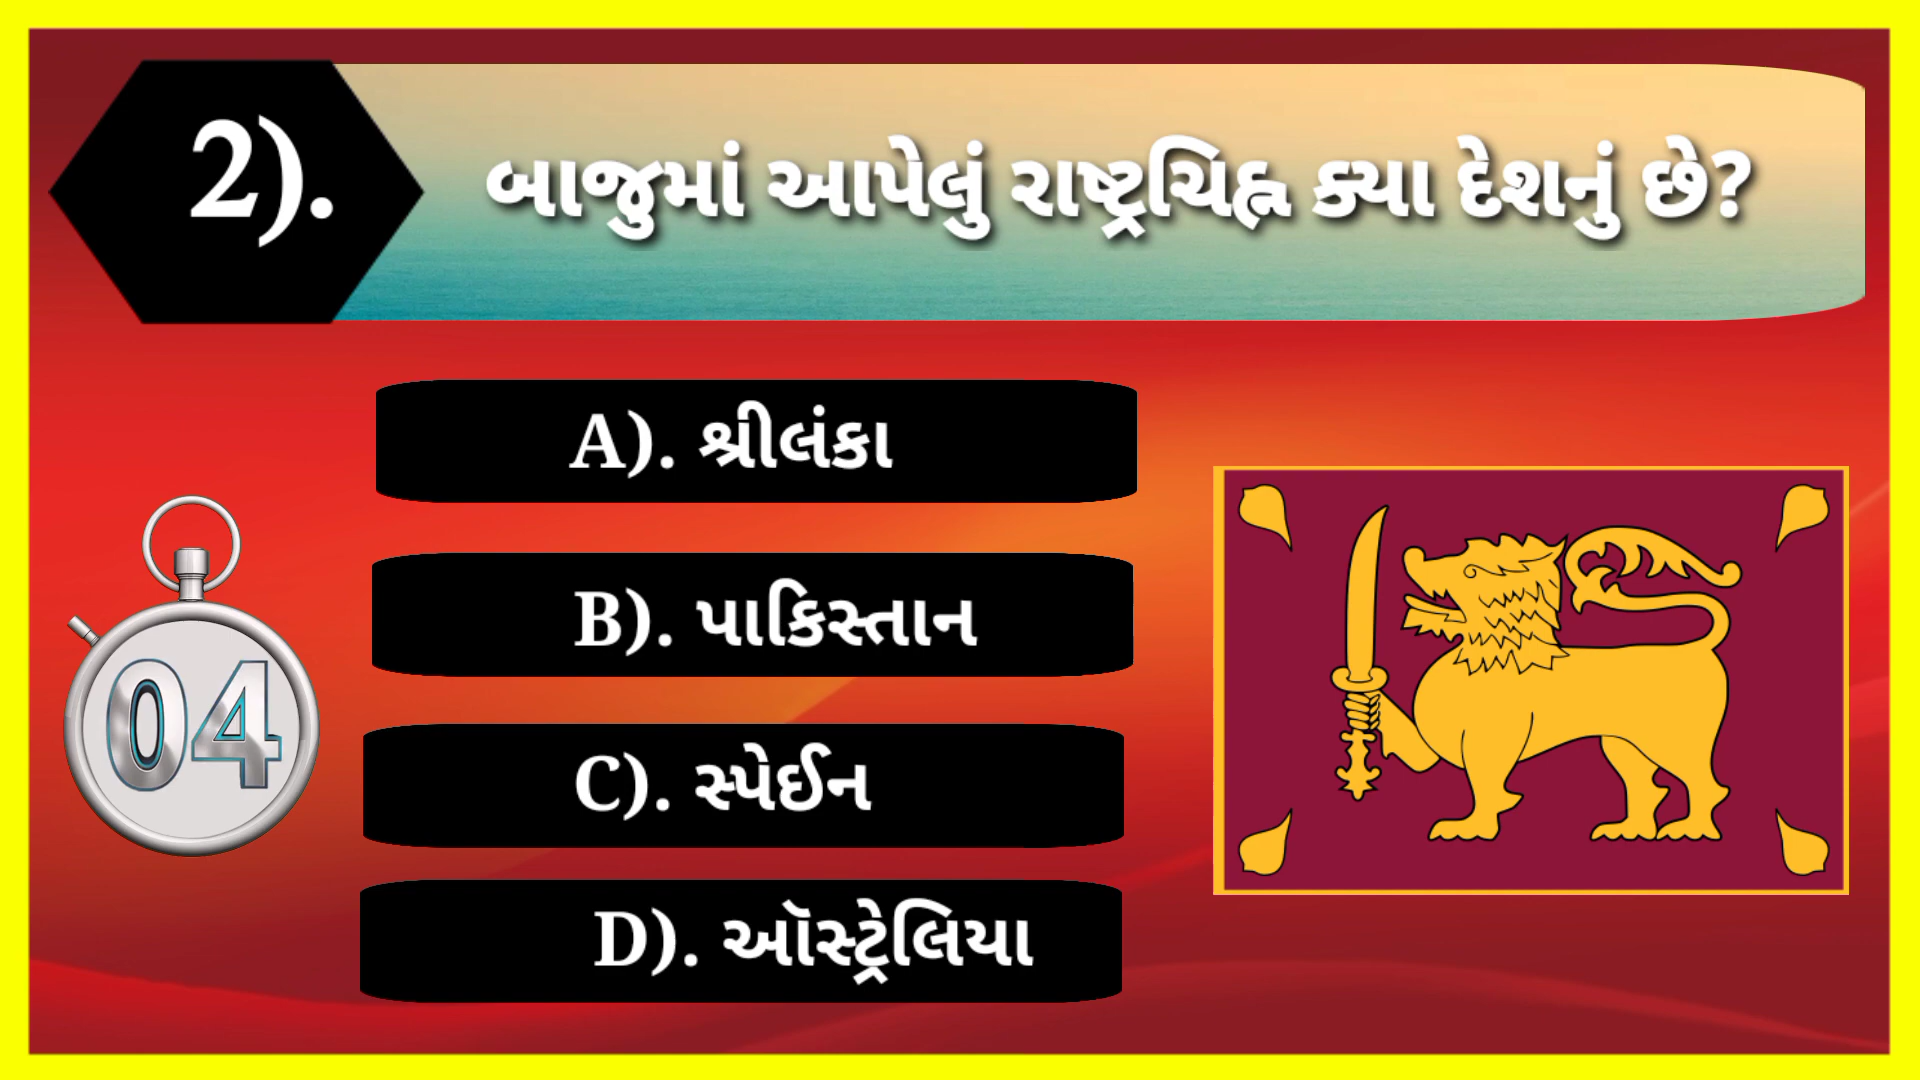 2).
બાજુમાં આપેલું રાષ્ટ્રચિહ્ન ક્યા દેશનું છે?
A). શ્રીલંકા
B). પાકિસ્તાન
C). સ્પેઈન
D). ઑસ્ટ્રેલિયા
04